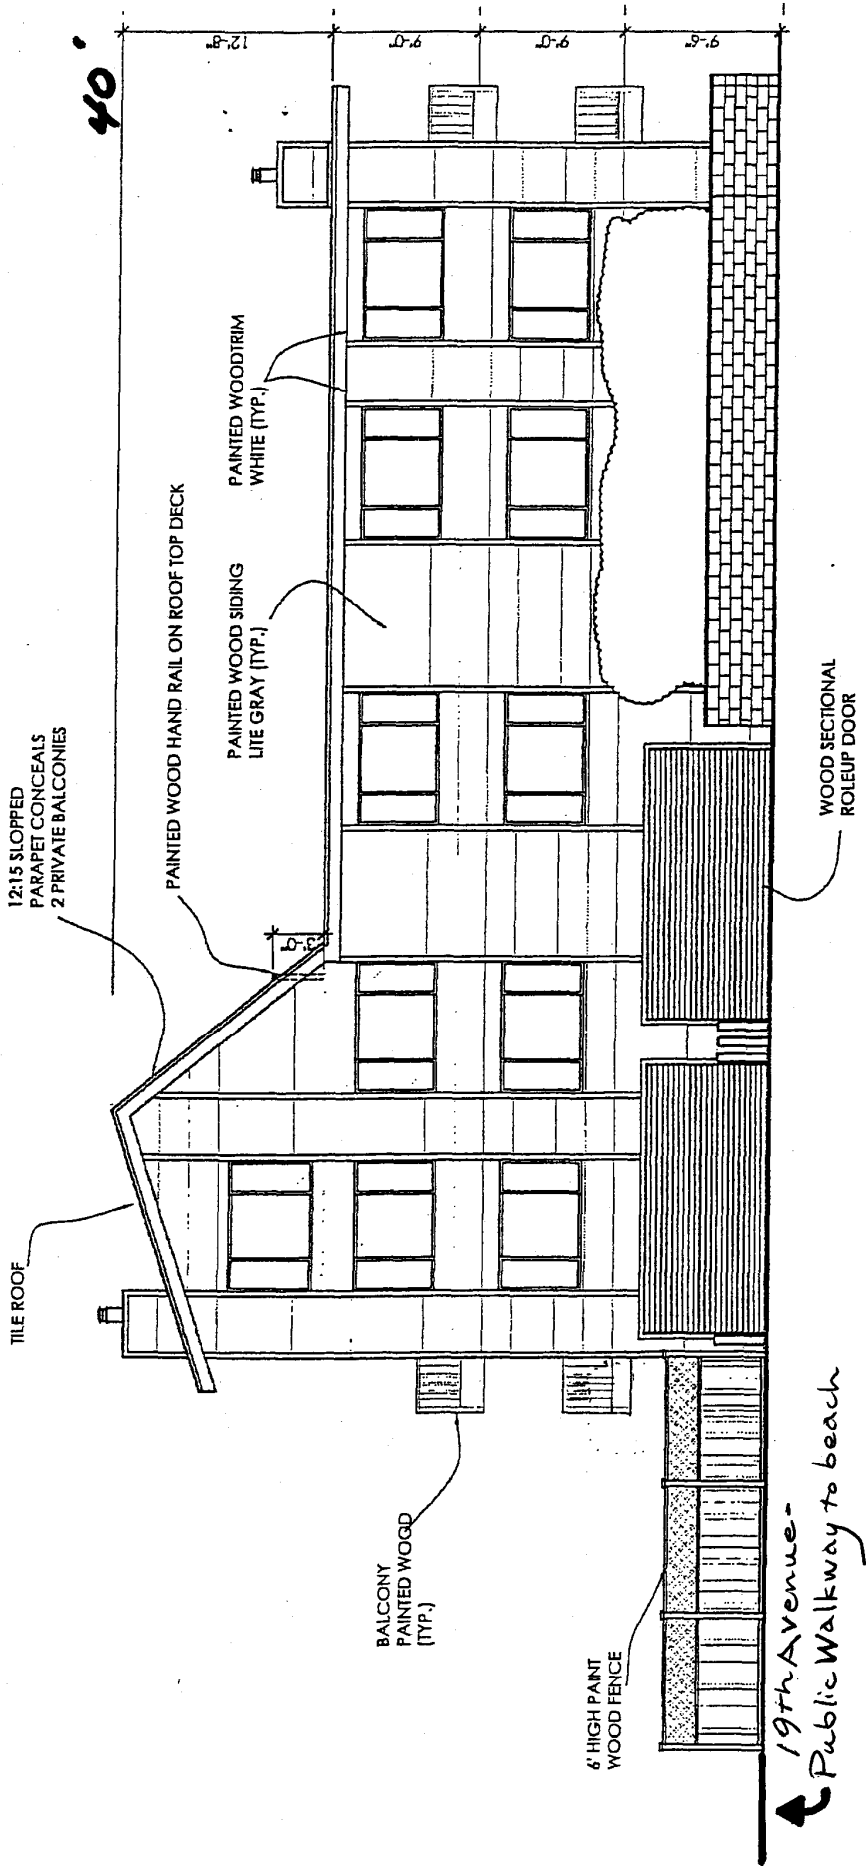 40'
12'-8"
9'-0"
9'-0"
9'-6"
12:15 SLOPPED
PARAPET CONCEALS
2 PRIVATE BALCONIES
PAINTED WOOD HAND RAIL ON ROOF TOP DECK
PAINTED WOODTRIM
WHITE (TYP.)
PAINTED WOOD SIDING
LITE GRAY (TYP.)
3'-0"
TILE ROOF
BALCONY
PAINTED WOOD
(TYP.)
6' HIGH PAINT
WOOD FENCE
WOOD SECTIONAL
ROLEUP DOOR
19th Avenue-
Public Walkway to beach